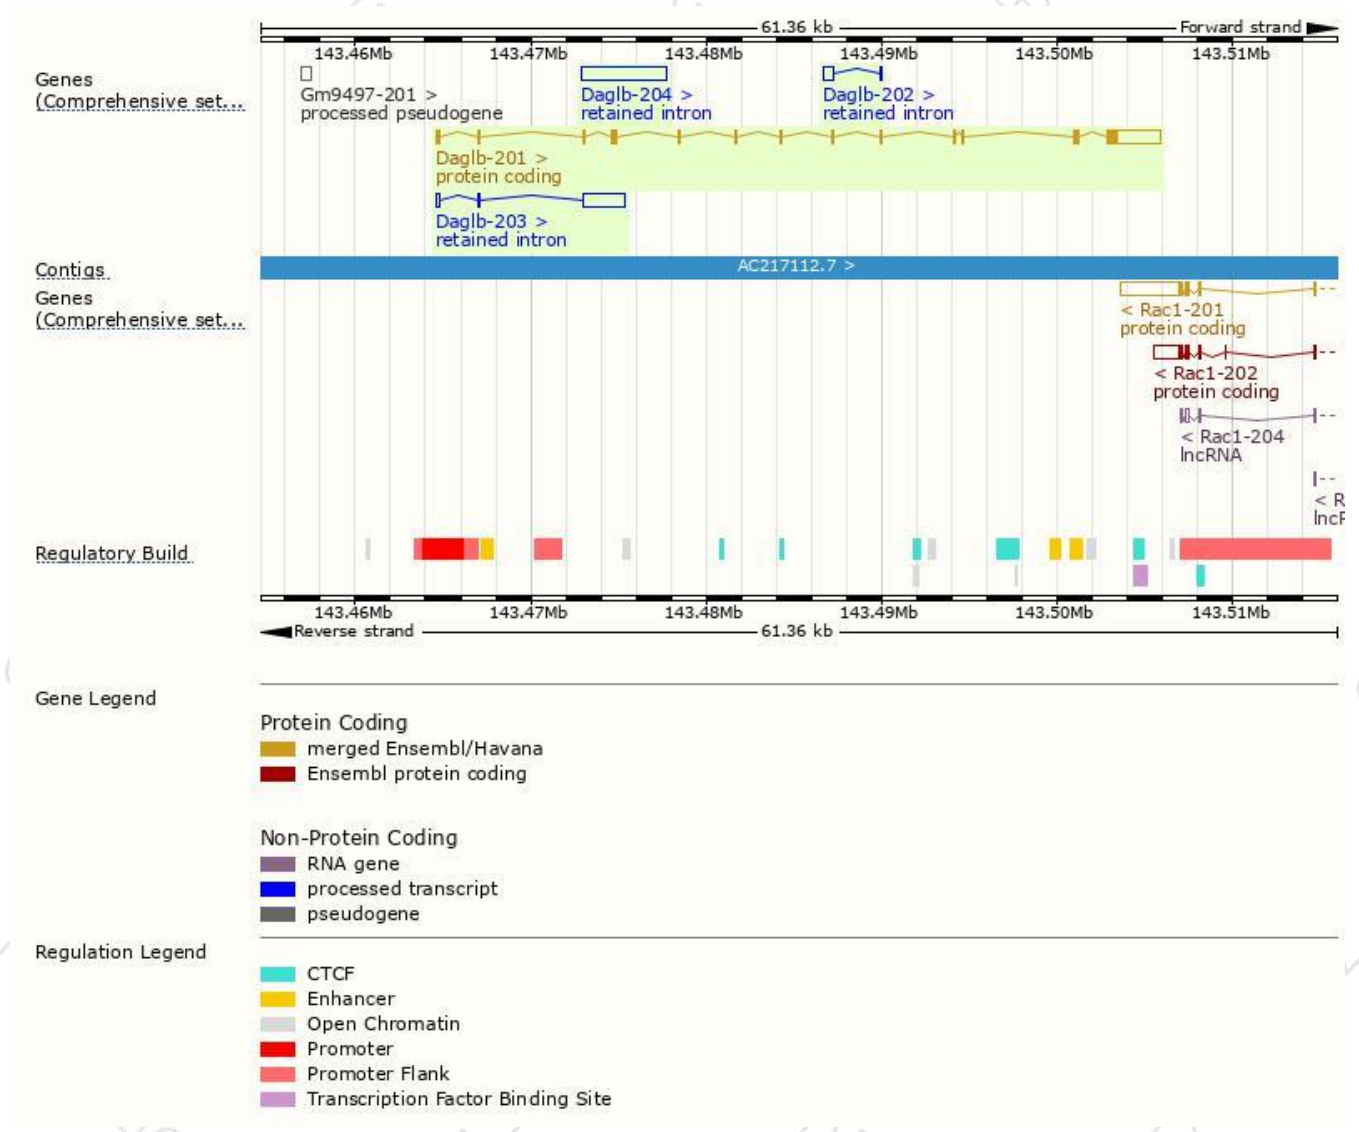 61.36 kb
Forward strand
143.46Mb 143.47Mb 143.48Mb 143.49Mb 143.50Mb 143.51Mb
Genes
(Comprehensive set...
Gm9497-201 >
processed pseudogene
Daglb-204 >
retained intron
Daglb-202 >
retained intron
Daglb-201 >
protein coding
Daglb-203 >
retained intron
Contigs
AC217112.7 >
Genes
(Comprehensive set...
< Rac1-201
protein coding
< Rac1-202
protein coding
< Rac1-204
lncRNA
< R
lncR
Regulatory Build
143.46Mb 143.47Mb 143.48Mb 143.49Mb 143.50Mb 143.51Mb
Reverse strand
61.36 kb
Gene Legend
Protein Coding
merged Ensembl/Havana
Ensembl protein coding
Non-Protein Coding
RNA gene
processed transcript
pseudogene
Regulation Legend
CTCF
Enhancer
Open Chromatin
Promoter
Promoter Flank
Transcription Factor Binding Site